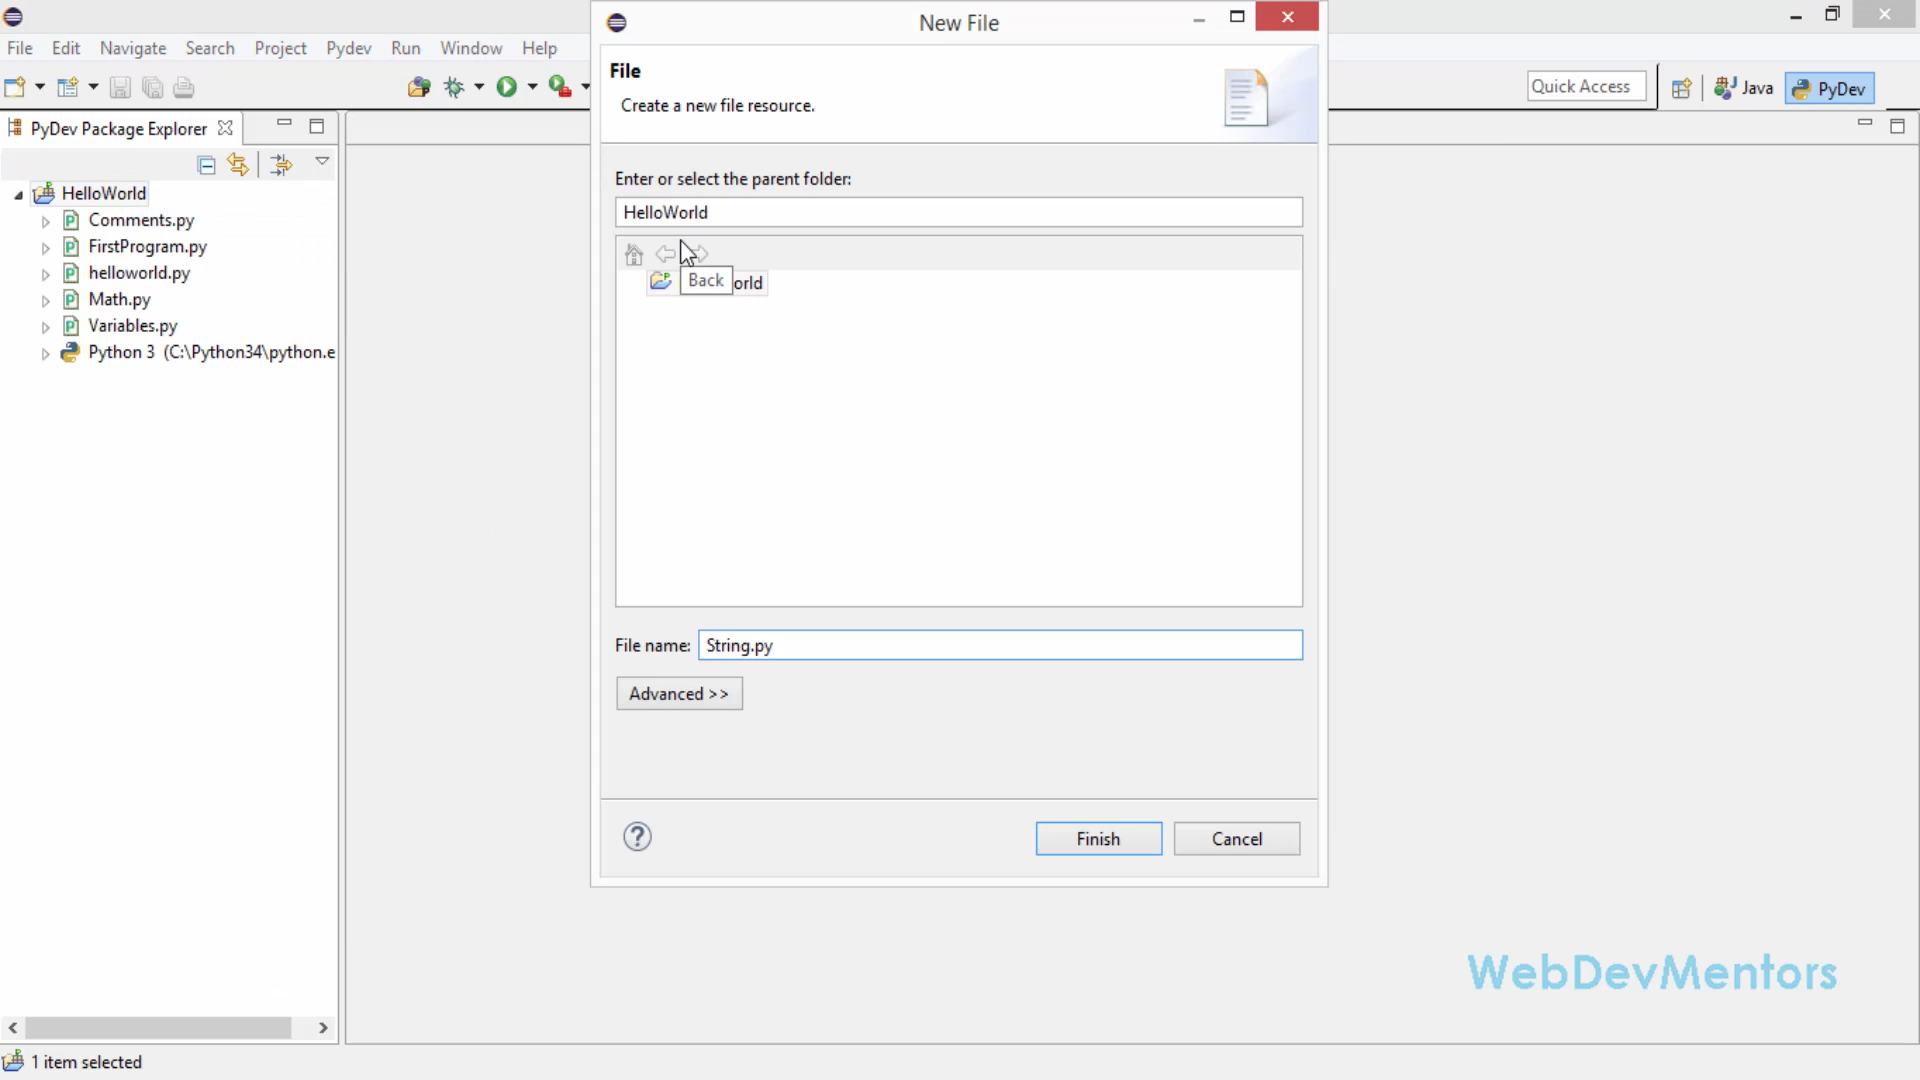 New File
File Edit Navigate Search Project Pydev Run Window Help
Quick Access
Java
PyDev
PyDev Package Explorer
HelloWorld
Comments.py
FirstProgram.py
helloworld.py
Math.py
Variables.py
Python 3 (C:\Python34\python.e
File
Create a new file resource.
Enter or select the parent folder:
HelloWorld
Back
orld
File name: String.py
Advanced >>
Finish
Cancel
WebDevMentors
1 item selected